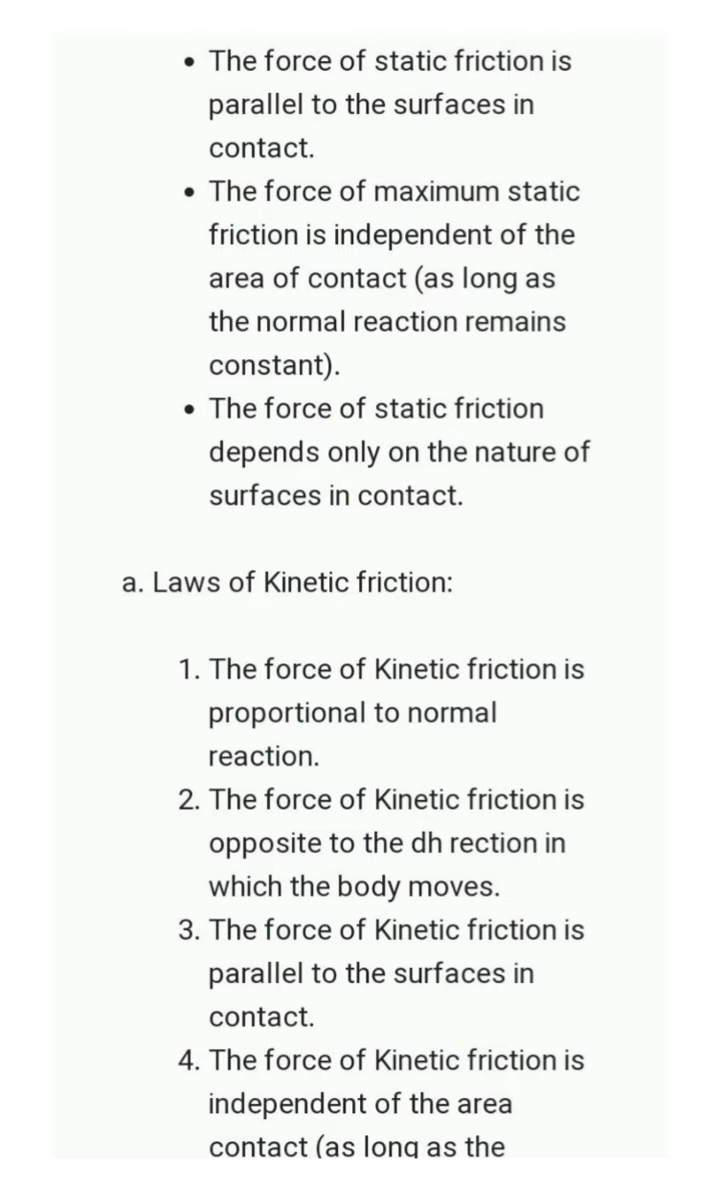 • The force of static friction is
parallel to the surfaces in
contact.
• The force of maximum static
friction is independent of the
area of contact (as long as
the normal reaction remains
constant).
• The force of static friction
depends only on the nature of
surfaces in contact.
a. Laws of Kinetic friction:
1. The force of Kinetic friction is
proportional to normal
reaction.
2. The force of Kinetic friction is
opposite to the dh rection in
which the body moves.
3. The force of Kinetic friction is
parallel to the surfaces in
contact.
4. The force of Kinetic friction is
independent of the area
contact (as long as the